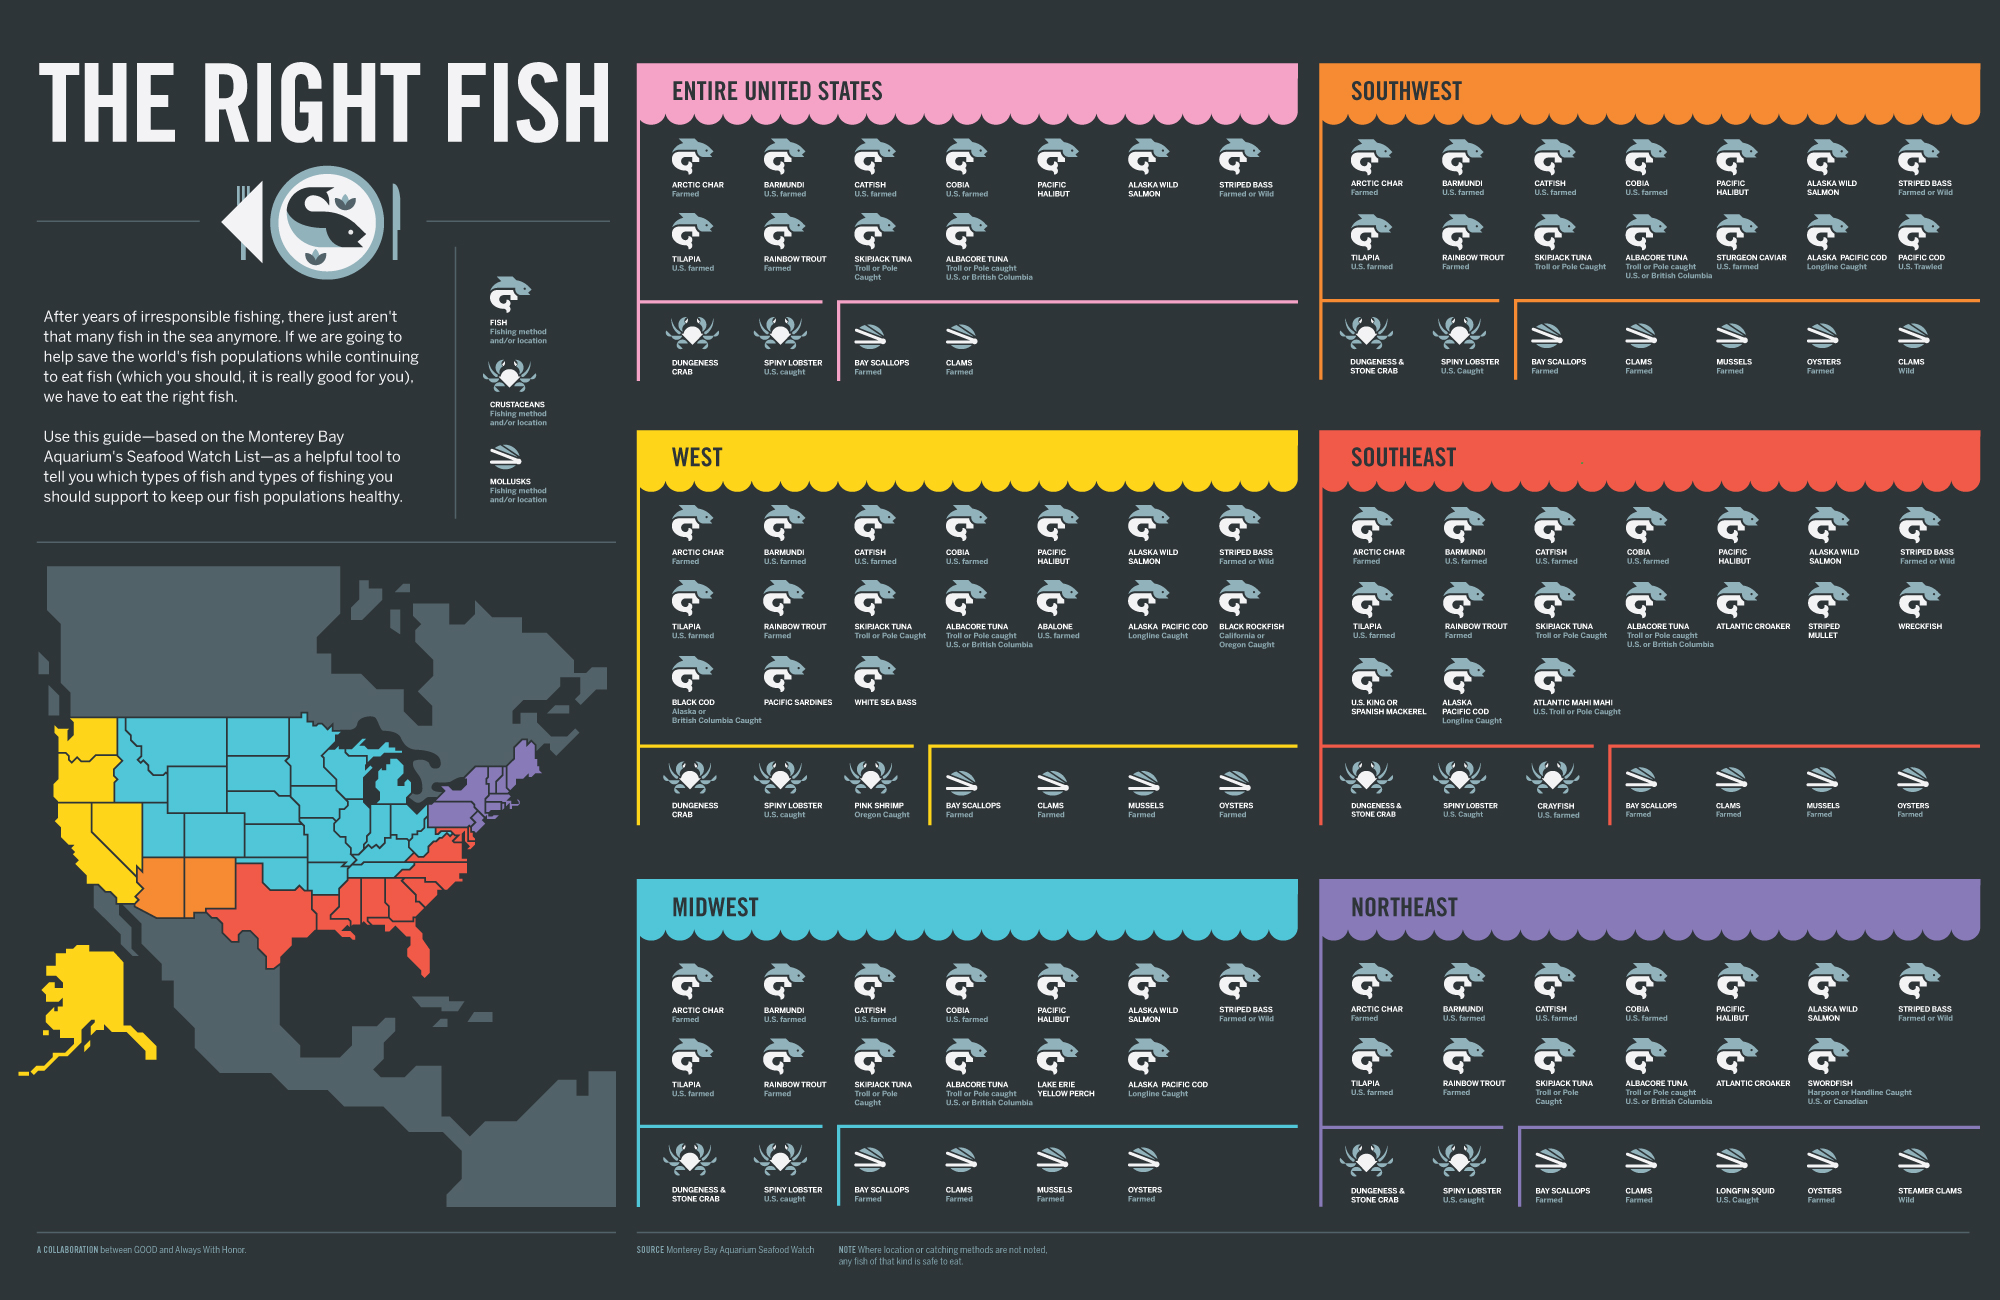 THE RIGHT FISH
After years of irresponsible fishing, there just aren't
that many fish in the sea anymore. If we are going to
help save the world's fish populations while continuing
to eat fish (which you should, it is really good for you),
we have to eat the right fish.
Use this guide—based on the Monterey Bay
Aquarium's Seafood Watch List—as a helpful tool to
tell you which types of fish and types of fishing you
should support to keep our fish populations healthy.
FISH
Fishing method
and/or location
CRUSTACEANS
Fishing method
and/or location
MOLLUSKS
Fishing method
and/or location
ENTIRE UNITED STATES
ARCTIC CHAR
Farmed
BARMUNDI
U.S. farmed
CATFISH
U.S. farmed
COBIA
U.S. farmed
PACIFIC
HALIBUT
ALASKA WILD
SALMON
STRIPED BASS
Farmed or Wild
TILAPIA
U.S. farmed
RAINBOW TROUT
Farmed
SKIPJACK TUNA
Troll or Pole
Caught
ALBACORE TUNA
Troll or Pole caught
U.S. or British Columbia
DUNGENESS
CRAB
SPINY LOBSTER
U.S. caught
BAY SCALLOPS
Farmed
CLAMS
Farmed
SOUTHWEST
ARCTIC CHAR
Farmed
BARMUNDI
U.S. farmed
CATFISH
U.S. farmed
COBIA
U.S. farmed
PACIFIC
HALIBUT
ALASKA WILD
SALMON
STRIPED BASS
Farmed or Wild
TILAPIA
U.S. farmed
RAINBOW TROUT
Farmed
SKIPJACK TUNA
Troll or Pole Caught
ALBACORE TUNA
Troll or Pole caught
U.S. or British Columbia
STURGEON CAVIAR
U.S. farmed
ALASKA PACIFIC COD
Longline Caught
PACIFIC COD
U.S. Trawled
DUNGENESS &
STONE CRAB
SPINY LOBSTER
U.S. Caught
BAY SCALLOPS
Farmed
CLAMS
Farmed
MUSSELS
Farmed
OYSTERS
Farmed
CLAMS
Wild
WEST
ARCTIC CHAR
Farmed
BARMUNDI
U.S. farmed
CATFISH
U.S. farmed
COBIA
U.S. farmed
PACIFIC
HALIBUT
ALASKA WILD
SALMON
STRIPED BASS
Farmed or Wild
TILAPIA
U.S. farmed
RAINBOW TROUT
Farmed
SKIPJACK TUNA
Troll or Pole Caught
ALBACORE TUNA
Troll or Pole caught
U.S. or British Columbia
ABALONE
U.S. farmed
ALASKA PACIFIC COD
Longline Caught
BLACK ROCKFISH
California or
Oregon Caught
BLACK COD
Alaska or
British Columbia Caught
PACIFIC SARDINES
WHITE SEA BASS
DUNGENESS
CRAB
SPINY LOBSTER
U.S. caught
PINK SHRIMP
Oregon Caught
BAY SCALLOPS
Farmed
CLAMS
Farmed
MUSSELS
Farmed
OYSTERS
Farmed
SOUTHEAST
ARCTIC CHAR
Farmed
BARMUNDI
U.S. farmed
CATFISH
U.S. farmed
COBIA
U.S. farmed
PACIFIC
HALIBUT
ALASKA WILD
SALMON
STRIPED BASS
Farmed or Wild
TILAPIA
U.S. farmed
RAINBOW TROUT
Farmed
SKIPJACK TUNA
Troll or Pole Caught
ALBACORE TUNA
Troll or Pole caught
U.S. or British Columbia
ATLANTIC CROAKER
STRIPED
MULLET
WRECKFISH
U.S. KING OR
SPANISH MACKEREL
ALASKA
PACIFIC COD
Longline Caught
ATLANTIC MAHI MAHI
U.S. Troll or Pole Caught
DUNGENESS &
STONE CRAB
SPINY LOBSTER
U.S. Caught
CRAYFISH
U.S. farmed
BAY SCALLOPS
Farmed
CLAMS
Farmed
MUSSELS
Farmed
OYSTERS
Farmed
MIDWEST
ARCTIC CHAR
Farmed
BARMUNDI
U.S. farmed
CATFISH
U.S. farmed
COBIA
U.S. farmed
PACIFIC
HALIBUT
ALASKA WILD
SALMON
STRIPED BASS
Farmed or Wild
TILAPIA
U.S. farmed
RAINBOW TROUT
Farmed
SKIPJACK TUNA
Troll or Pole
Caught
ALBACORE TUNA
Troll or Pole caught
U.S. or British Columbia
LAKE ERIE
YELLOW PERCH
ALASKA PACIFIC COD
Longline Caught
DUNGENESS &
STONE CRAB
SPINY LOBSTER
U.S. caught
BAY SCALLOPS
Farmed
CLAMS
Farmed
MUSSELS
Farmed
OYSTERS
Farmed
NORTHEAST
ARCTIC CHAR
Farmed
BARMUNDI
U.S. farmed
CATFISH
U.S. farmed
COBIA
U.S. farmed
PACIFIC
HALIBUT
ALASKA WILD
SALMON
STRIPED BASS
Farmed or Wild
TILAPIA
U.S. farmed
RAINBOW TROUT
Farmed
SKIPJACK TUNA
Troll or Pole
Caught
ALBACORE TUNA
Troll or Pole caught
U.S. or British Columbia
ATLANTIC CROAKER
SWORDFISH
Harpoon or Handline Caught
U.S. or Canadian
DUNGENESS &
STONE CRAB
SPINY LOBSTER
U.S. caught
BAY SCALLOPS
Farmed
CLAMS
Farmed
LONGFIN SQUID
U.S. Caught
OYSTERS
Farmed
STEAMER CLAMS
Wild
A COLLABORATION between GOOD and Always With Honor.
SOURCE Monterey Bay Aquarium Seafood Watch
NOTE Where location or catching methods are not noted,
any fish of that kind is safe to eat.